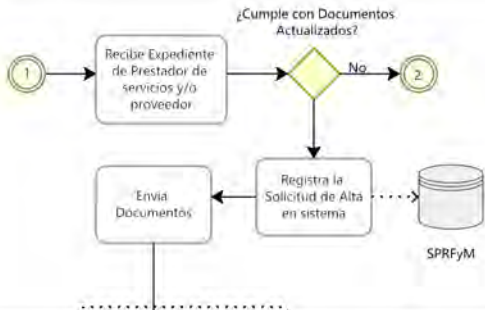 ¿Cumple con Documentos
Actualizados?
1
Recibe Expediente
de Prestador de
servicios y/o
proveedor
No
2
Envia
Documentos
Registra la
Solicitud de Alta
en sistema
SPRFyM